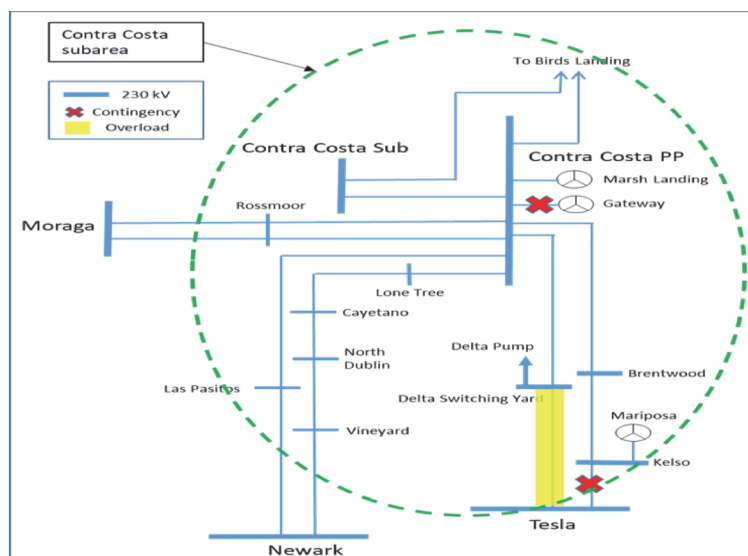 Contra Costa
subarea
To Birds Landing
230 kV
Contingency
Overload
Contra Costa Sub
Contra Costa PP
Marsh Landing
Rossmoor
Gateway
Moraga
Lone Tree
Cayetano
North
Dublin
Delta Pump
Las Pasitos
Delta Switching Yard
Brentwood
Mariposa
Vineyard
Kelso
Tesla
Newark